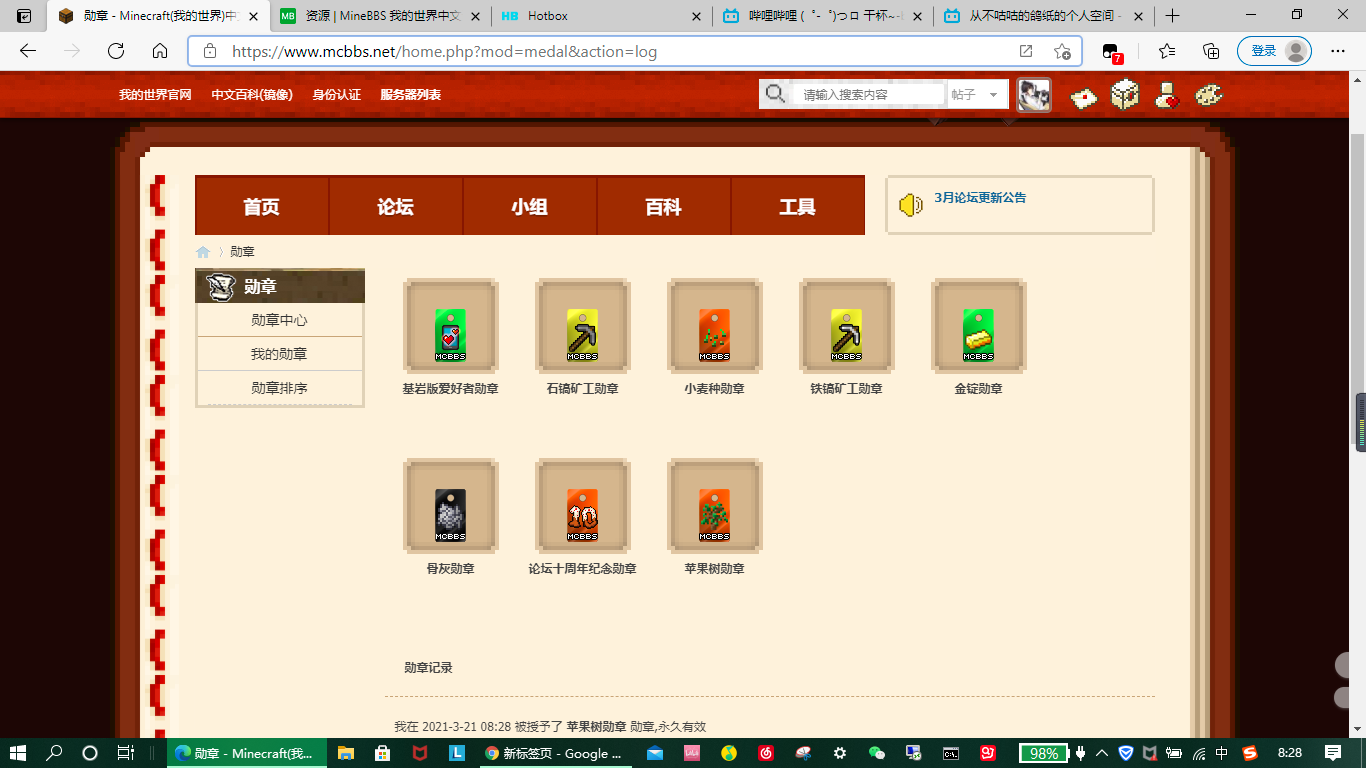 勋章 - Minecraft(我的世界)中
资源 | MineBBS 我的世界中文
Hotbox
哔哩哔哩 (゜-゜)つロ 干杯~-
从不咕咕的鸽纸的个人空间 -
https://www.mcbbs.net/home.php?mod=medal&action=log
7
登录
我的世界官网 中文百科(镜像) 身份认证 服务器列表
请输入搜索内容 帖子
首页 论坛 小组 百科 工具
3月论坛更新公告
勋章
勋章
勋章中心
我的勋章
勋章排序
MCBBS MCBBS MCBBS MCBBS MCBBS
基岩版爱好者勋章 石镐矿工勋章 小麦种勋章 铁镐矿工勋章 金锭勋章
10
MCBBS MCBBS MCBBS
骨灰勋章 论坛十周年纪念勋章 苹果树勋章
勋章记录
我在 2021-3-21 08:28 被授予了 苹果树勋章 勋章,永久有效
勋章 - Minecraft(我...
新标签页 - Google ...
98%
中
8:28